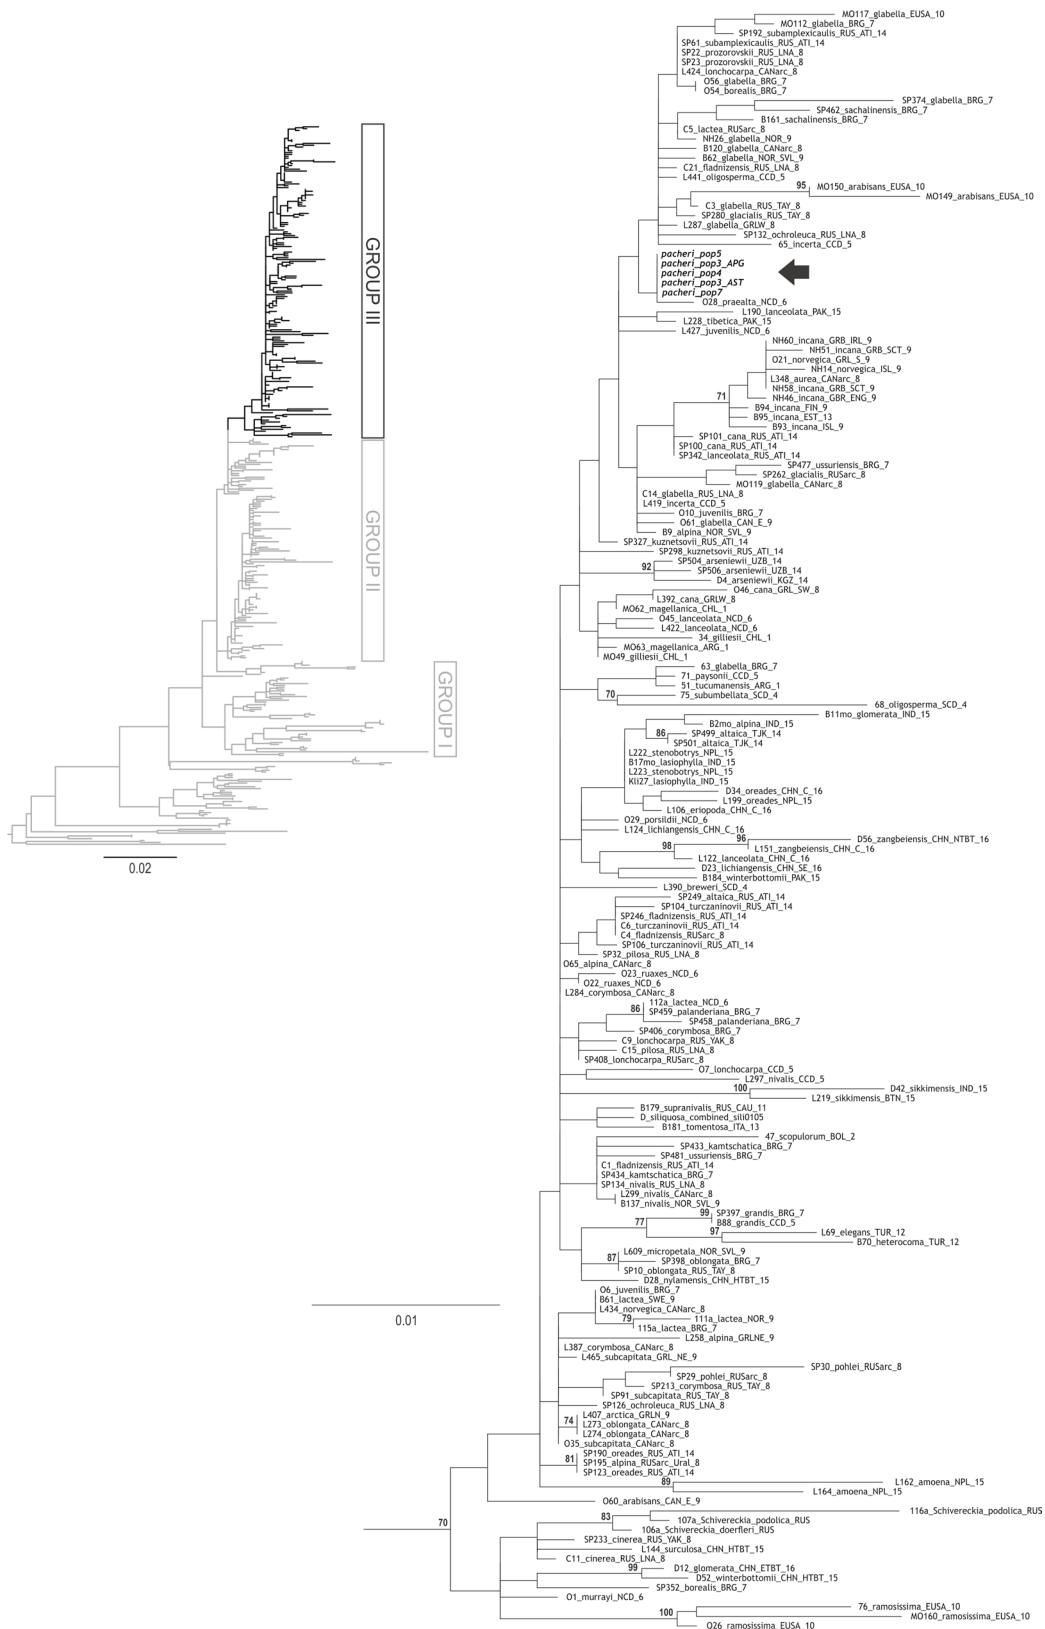 GROUP III
GROUP III
GROUP I
0.02
MO117_glabella_EUSA_10
MO112_glabella_BRG_7
SP192_subamplexicaulis_RUS_ATI_14
SP61_subamplexicaulis_RUS_ATI_14
SP22_prozorovskii_RUS_LNA_8
SP23_prozorovskii_RUS_LNA_8
L424_lonchocarpa_CANarc_8
O56_glabella_BRG_7
O54_borealis_BRG_7
SP374_glabella_BRG_7
SP462_sachalinensis_BRG_7
B161_sachalinensis_BRG_7
C5_lactea_RUSarc_8
NH26_glabella_NOR_9
B120_glabella_CANarc_8
B62_glabella_NOR_SVL_9
C21_fladnizensis_RUS_LNA_8
L441_oligosperma_CCD_5
95
MO150_arabisans_EUSA_10
MO149_arabisans_EUSA_10
C3_glabella_RUS_TAY_8
SP280_glacialis_RUS_TAY_8
L287_glabella_GRLW_8
SP132_ochroleuca_RUS_LNA_8
65_incerta_CCD_5
pacheri_pop5
pacheri_pop3_APG
pacheri_pop4
pacheri_pop3_AST
pacheri_pop7
O28_praealta_NCD_6
L190_lanceolata_PAK_15
L228_tibetica_PAK_15
L427_juvenilis_NCD_6
NH60_incana_GRB_IRL_9
NH51_incana_GRB_SCT_9
O21_norvegica_GRL_S_9
NH14_norvegica_ISL_9
L348_aurea_CANarc_8
NH58_incana_GRB_SCT_9
71
NH46_incana_GBR_ENG_9
B94_incana_FIN_9
B95_incana_EST_13
B93_incana_ISL_9
SP101_cana_RUS_ATI_14
SP100_cana_RUS_ATI_14
SP342_lanceolata_RUS_ATI_14
SP477_ussuriensis_BRG_7
SP262_glacialis_RUSarc_8
MO119_glabella_CANarc_8
C14_glabella_RUS_LNA_8
L419_incerta_CCD_5
O10_juvenilis_BRG_7
O61_glabella_CAN_E_9
B9_alpina_NOR_SVL_9
SP327_kuznetsovii_RUS_ATI_14
SP298_kuznetsovii_RUS_ATI_14
92
SP504_arseniewii_UZB_14
SP506_arseniewii_UZB_14
D4_arseniewii_KGZ_14
O46_cana_GRL_SW_8
L392_cana_GRLW_8
MO62_magellanica_CHL_1
O45_lanceolata_NCD_6
L422_lanceolata_NCD_6
34_gilliesii_CHL_1
MO63_magellanica_ARG_1
MO49_gilliesii_CHL_1
63_glabella_BRG_7
71_paysonii_CCD_5
51_tucumanensis_ARG_1
70
75_subumbellata_SCD_4
68_oligosperma_SCD_4
B11mo_glomerata_IND_15
B2mo_alpina_IND_15
86
SP499_altaica_TJK_14
SP501_altaica_TJK_14
L222_stenobotrys_NPL_15
B17mo_lasiophylla_IND_15
L223_stenobotrys_NPL_15
Kli27_lasiophylla_IND_15
D34_oreades_CHN_C_16
L199_oreades_NPL_15
L106_eriopoda_CHN_C_16
O29_porsildii_NCD_6
L124_lichiangensis_CHN_C_16
96
D56_zangbeiensis_CHN_NTBT_16
98
L151_zangbeiensis_CHN_C_16
L122_lanceolata_CHN_C_16
D23_lichiangensis_CHN_SE_16
B184_winterbottomii_PAK_15
L390_breweri_SCD_4
SP249_altaica_RUS_ATI_14
SP104_turczaninovii_RUS_ATI_14
SP246_fladnizensis_RUS_ATI_14
C6_turczaninovii_RUS_ATI_14
C4_fladnizensis_RUSarc_8
SP106_turczaninovii_RUS_ATI_14
SP32_pilosa_RUS_LNA_8
O65_alpina_CANarc_8
O23_ruaxes_NCD_6
O22_ruaxes_NCD_6
L284_corymbosa_CANarc_8
112a_lactea_NCD_6
86
SP459_palanderiana_BRG_7
SP458_palanderiana_BRG_7
SP406_corymbosa_BRG_7
C9_lonchocarpa_RUS_YAK_8
C15_pilosa_RUS_LNA_8
SP408_lonchocarpa_RUSarc_8
O7_lonchocarpa_CCD_5
L297_nivalis_CCD_5
100
D42_sikkimensis_IND_15
L219_sikkimensis_BTN_15
B179_supranivalis_RUS_CAU_11
D_siliquosa_combined_sili0105
B181_tomentosa_ITA_13
47_scopulorum_BOL_2
SP433_kamtschatica_BRG_7
SP481_ussuriensis_BRG_7
C1_fladnizensis_RUS_ATI_14
SP434_kamtschatica_BRG_7
SP134_nivalis_RUS_LNA_8
L299_nivalis_CANarc_8
B137_nivalis_NOR_SVL_9
99
SP397_grandis_BRG_7
77
B88_grandis_CCD_5
97
L69_elegans_TUR_12
B70_heterocoma_TUR_12
L609_micropetala_NOR_SVL_9
87
SP398_oblongata_BRG_7
SP10_oblongata_RUS_TAY_8
D28_nylamensis_CHN_HTBT_15
O6_juvenilis_BRG_7
B61_lactea_SWE_9
L434_norvegica_CANarc_8
0.01
79
111a_lactea_NOR_9
115a_lactea_BRG_7
L258_alpina_GRLNE_9
L387_corymbosa_CANarc_8
L465_subcapitata_GRL_NE_9
SP30_pohlei_RUSarc_8
SP29_pohlei_RUSarc_8
SP213_corymbosa_RUS_TAY_8
SP91_subcapitata_RUS_TAY_8
SP126_ochroleuca_RUS_LNA_8
L407_arctica_GRLN_9
74
L273_oblongata_CANarc_8
L274_oblongata_CANarc_8
O35_subcapitata_CANarc_8
SP190_oreades_RUS_ATI_14
81
SP195_alpina_RUSarc_Ural_8
SP123_oreades_RUS_ATI_14
89
L162_amoena_NPL_15
L164_amoena_NPL_15
O60_arabisans_CAN_E_9
116a_Schivereckia_podolica_RUS
83
107a_Schivereckia_podolica_RUS
70
106a_Schivereckia_doerfleri_RUS
SP233_cinerea_RUS_YAK_8
L144_surculosa_CHN_HTBT_15
C11_cinerea_RUS_LNA_8
99
D12_glomerata_CHN_ETBT_16
D52_winterbottomii_CHN_HTBT_15
SP352_borealis_BRG_7
O1_murrayi_NCD_6
76_ramosissima_EUSA_10
100
MO160_ramosissima_EUSA_10
O26_ramosissima_EUSA_10